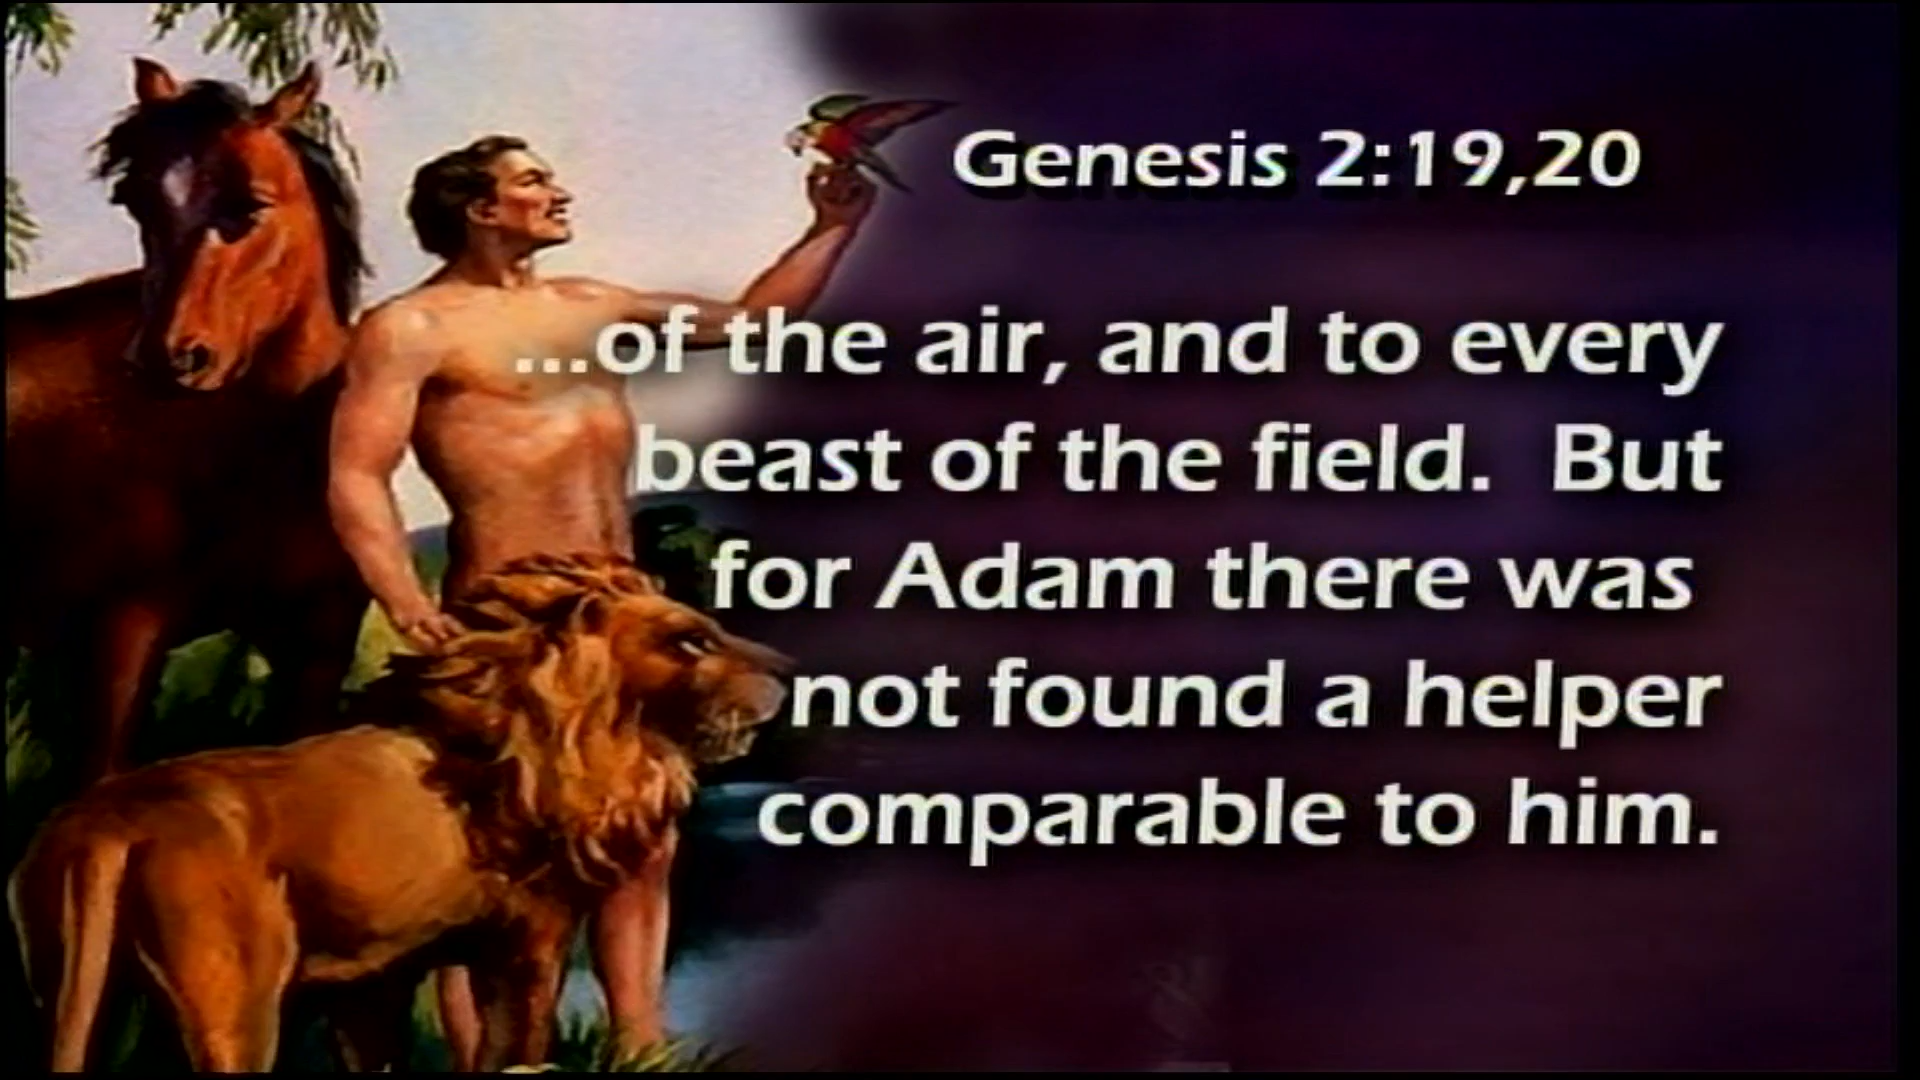 Genesis 2:19,20
...of the air, and to every
beast of the field.  But
for Adam there was
not found a helper
comparable to him.